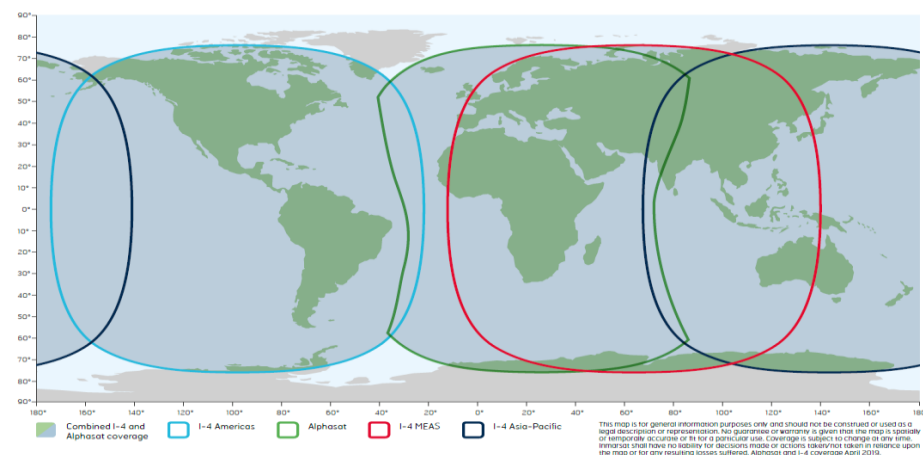 90°
80°
70°
60°
50°
40°
30°
20°
10°
0°
10°
20°
30°
40°
50°
60°
70°
80°
90°
180° 160° 140° 120° 100° 80° 60° 40° 20° 0° 20° 40° 60° 80° 100° 120° 140° 160° 180°
Combined I-4 and
Alphasat coverage
I-4 Americas
Alphasat
I-4 MEAS
I-4 Asia-Pacific
This map is for general information purposes only and should not be construed or used as a
legal description or representation. No guarantee or warranty is given that the map is spatially
or temporally accurate or fit for a particular use. Coverage is subject to change at any time.
Inmarsat shall have no liability for decisions made or actions taken/not taken in reliance upon
the map or for any resulting losses suffered. Alphasat and I-4 coverage April 2019.